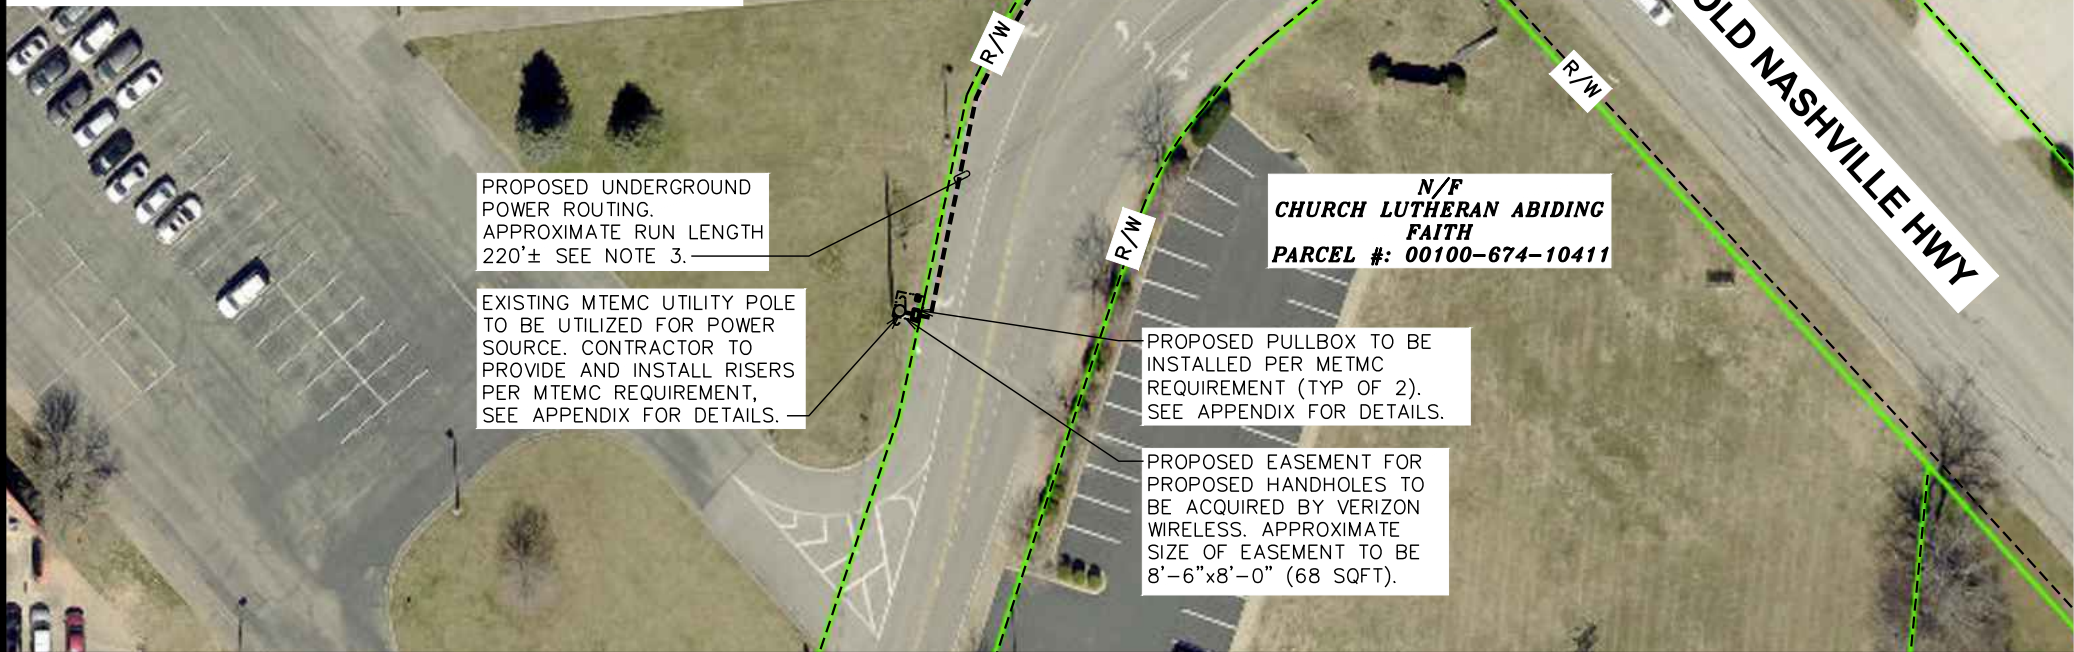 R/W
OLD NASHVILLE HWY
R/W
PROPOSED UNDERGROUND
POWER ROUTING.
APPROXIMATE RUN LENGTH
220'± SEE NOTE 3.
N/F
CHURCH LUTHERAN ABIDING
FAITH
PARCEL #: 00100-674-10411
R/W
EXISTING MTEMC UTILITY POLE
TO BE UTILIZED FOR POWER
SOURCE. CONTRACTOR TO
PROVIDE AND INSTALL RISERS
PER MTEMC REQUIREMENT,
SEE APPENDIX FOR DETAILS.
PROPOSED PULLBOX TO BE
INSTALLED PER METMC
REQUIREMENT (TYP OF 2).
SEE APPENDIX FOR DETAILS.
PROPOSED EASEMENT FOR
PROPOSED HANDHOLES TO
BE ACQUIRED BY VERIZON
WIRELESS. APPROXIMATE
SIZE OF EASEMENT TO BE
8'-6"x8'-0" (68 SQFT).